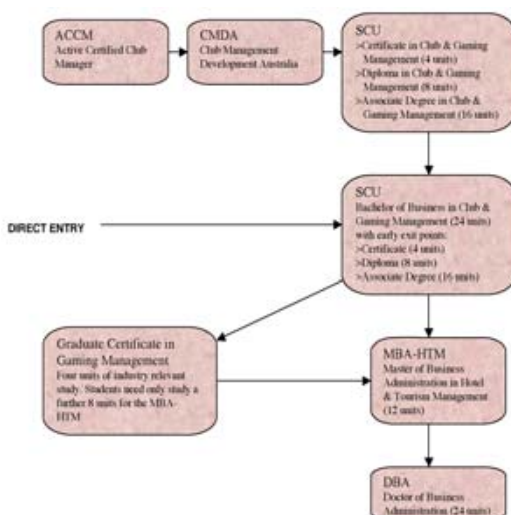 ACCM
Active Certified Club
Manager
CMDA
Club Management
Development Australia
SCU
>Certificate in Club & Gaming
Management (4 units)
>Diploma in Club & Gaming
Management (8 units)
>Associate Degree in Club &
Gaming Management (16 units)
DIRECT ENTRY
SCU
Bachelor of Business in Club &
Gaming Management (24 units)
with early exit points:
>Certificate (4 units)
>Diploma (8 units)
>Associate Degree (16 units)
Graduate Certificate in
Gaming Management
Four units of industry relevant
study. Students need only study a
further 8 units for the MBA-
HTM
MBA-HTM
Master of Business
Administration in Hotel
& Tourism Management
(12 units)
DBA
Doctor of Business
Administration (24 units)